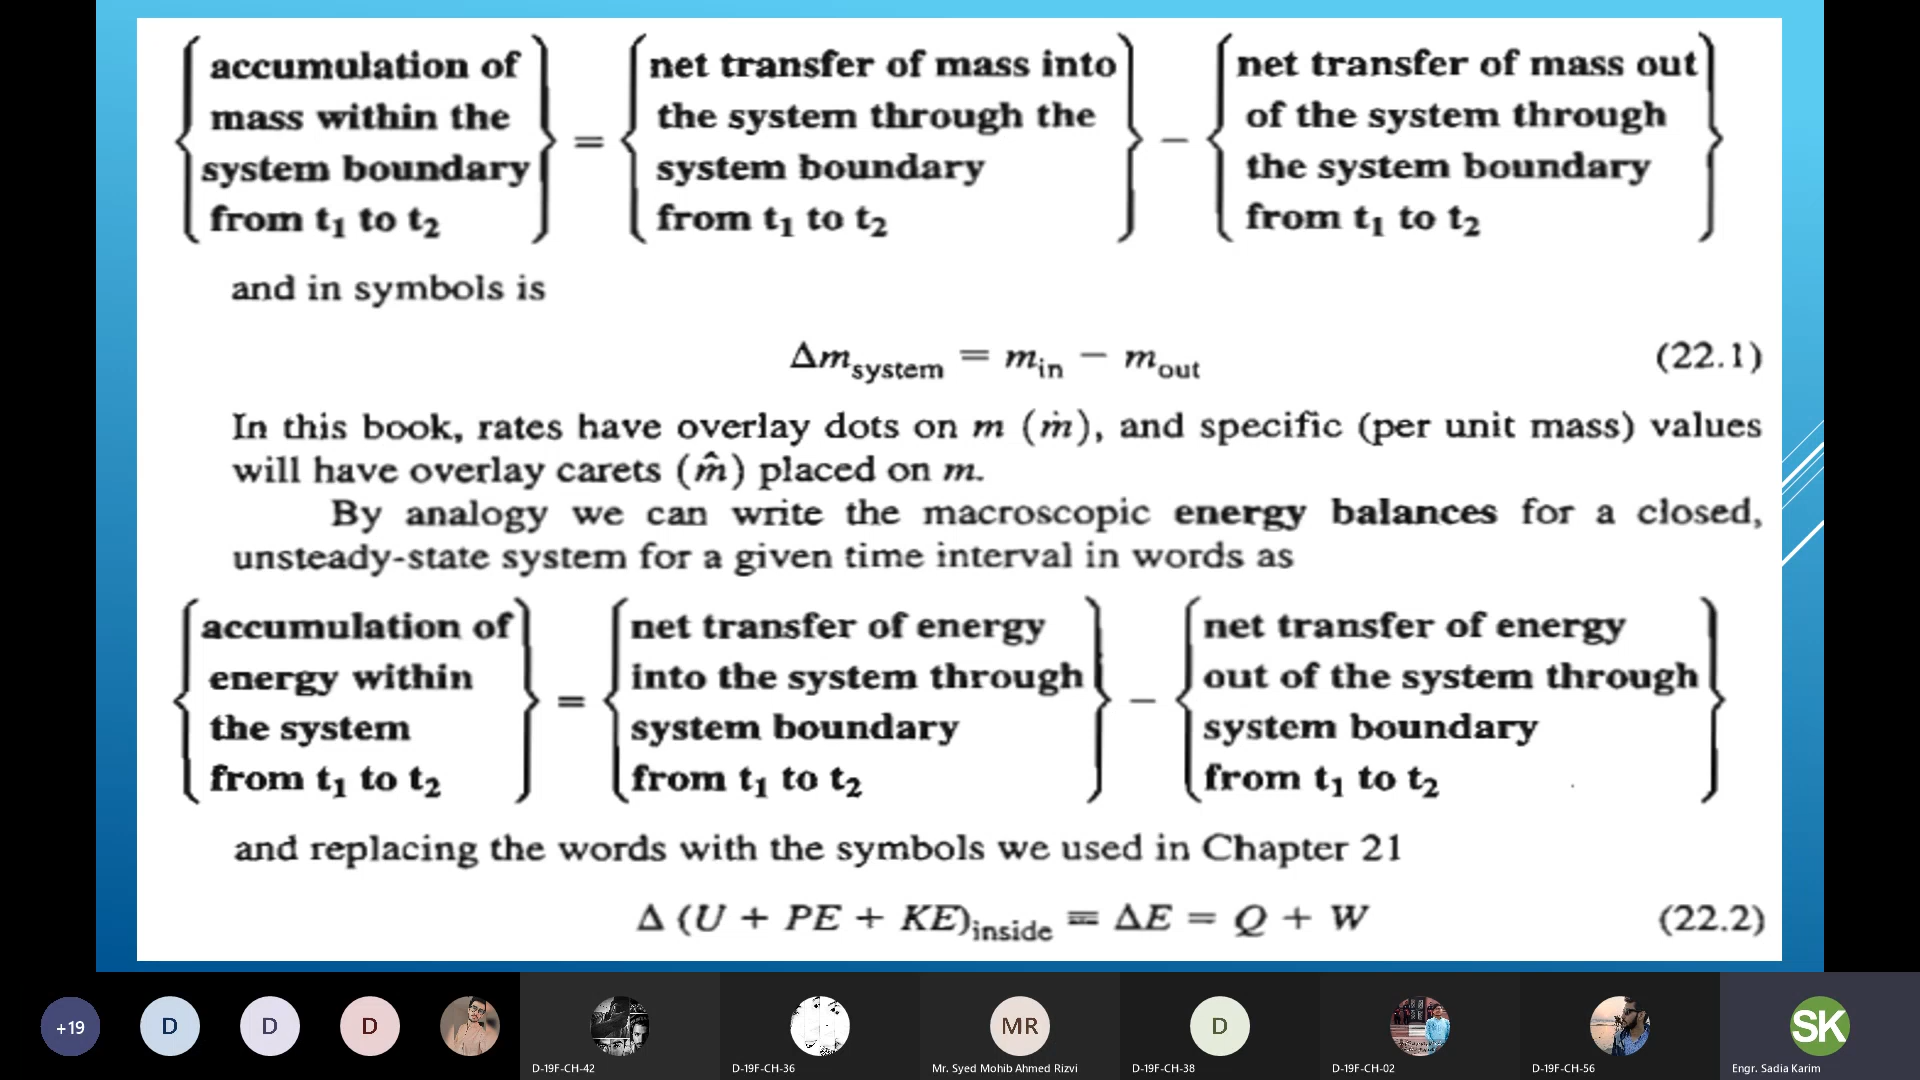 accumulation of
mass within the
system boundary
from t₁ to t₂
=
net transfer of mass into
the system through the
system boundary
from t₁ to t₂
−
net transfer of mass out
of the system through
the system boundary
from t₁ to t₂
and in symbols is
Δm_system = m_in − m_out (22.1)
In this book, rates have overlay dots on m (ṁ), and specific (per unit mass) values
will have overlay carets (m̂) placed on m.
By analogy we can write the macroscopic energy balances for a closed,
unsteady-state system for a given time interval in words as
accumulation of
energy within
the system
from t₁ to t₂
=
net transfer of energy
into the system through
system boundary
from t₁ to t₂
−
net transfer of energy
out of the system through
system boundary
from t₁ to t₂
and replacing the words with the symbols we used in Chapter 21
Δ (U + PE + KE)_inside ≡ ΔE = Q + W (22.2)
+19
D
D
D
MR
D
SK
D-19F-CH-42
D-19F-CH-36
Mr. Syed Mohib Ahmed Rizvi
D-19F-CH-38
D-19F-CH-02
D-19F-CH-56
Engr. Sadia Karim